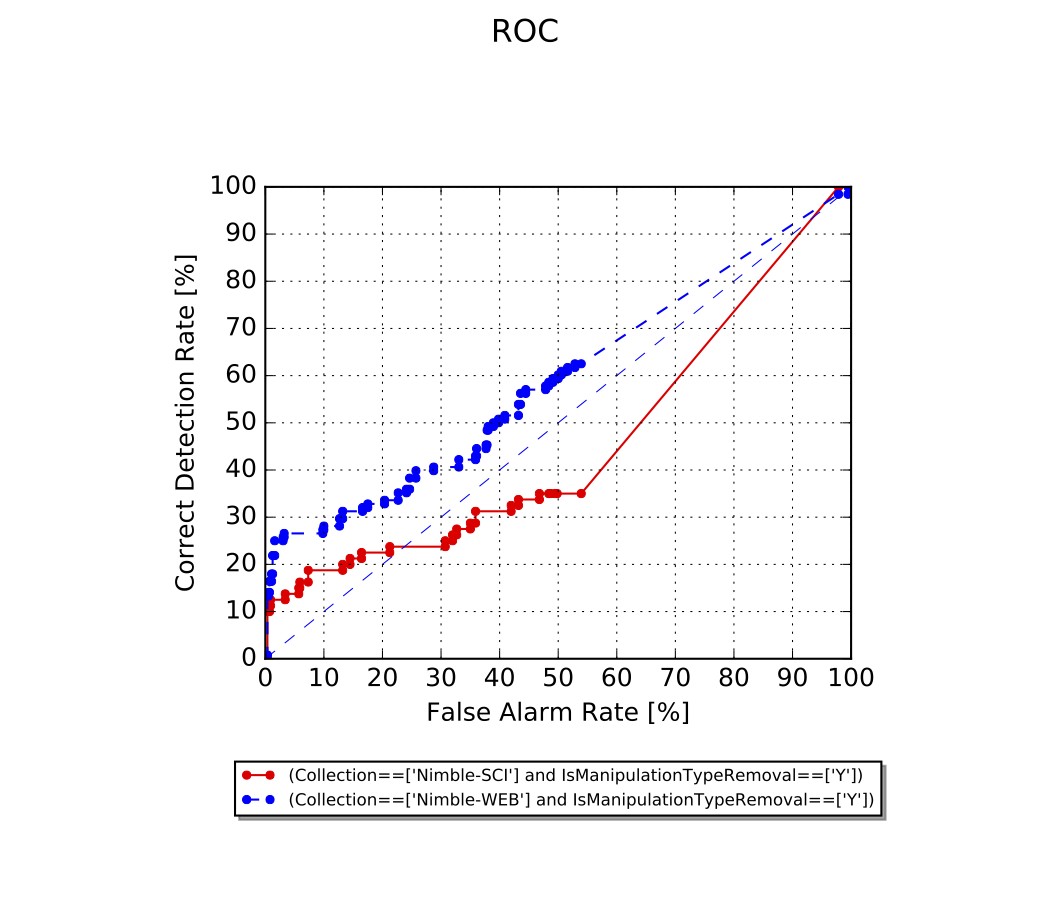 ROC
Correct Detection Rate [%]
100
90
80
70
60
50
40
30
20
10
0
0 10 20 30 40 50 60 70 80 90 100
False Alarm Rate [%]
(Collection==['Nimble-SCI'] and IsManipulationTypeRemoval==['Y'])
(Collection==['Nimble-WEB'] and IsManipulationTypeRemoval==['Y'])